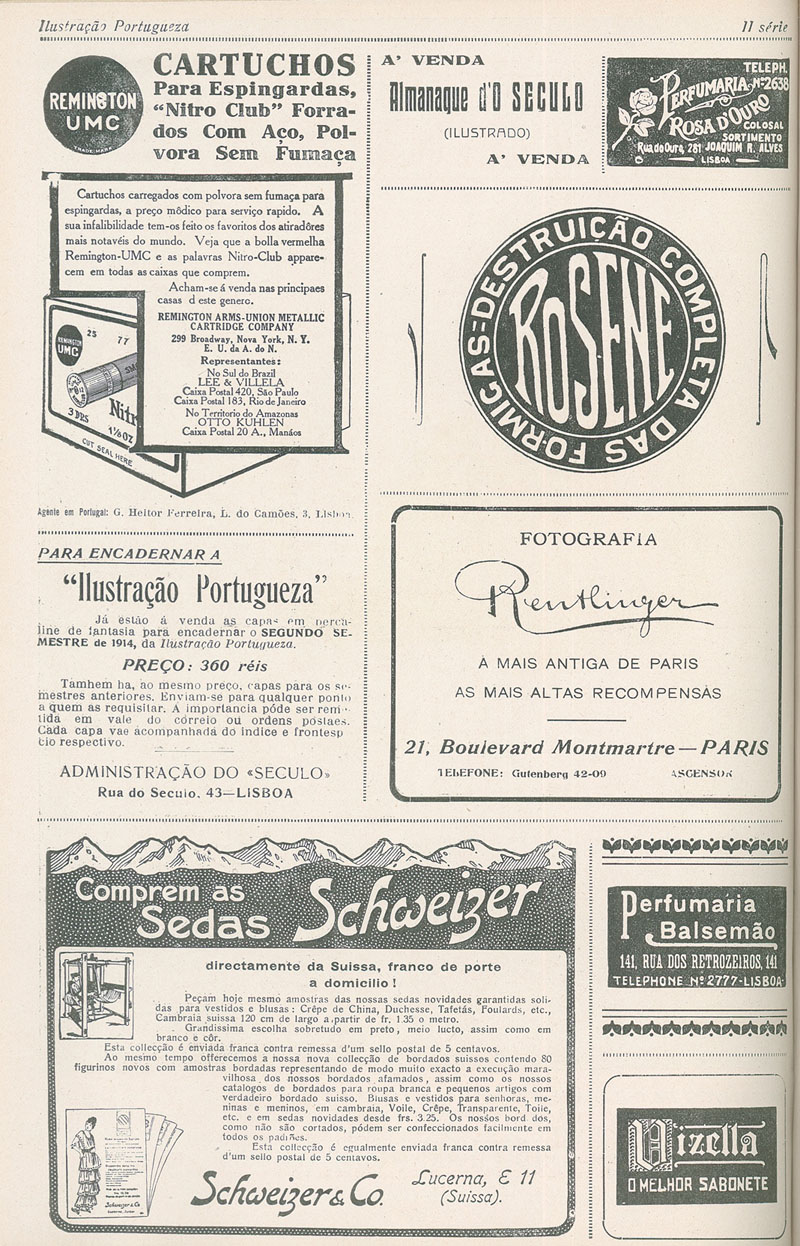 Ilustração Portugueza
II série
REMINGTON
UMC
TRADE MARK
CARTUCHOS
Para Espingardas,
“Nitro Club” Forra-
dos Com Aço, Pol-
vora Sem Fumaça
Cartuchos carregados com polvora sem fumaça para
espingardas, a preço môdico para serviço rapido. A
sua infalibilidade tem-os feito os favoritos dos atiradôres
mais notavéis do mundo. Veja que a bolla vermelha
Remington-UMC e as palavras Nitro-Club appare-
cem em todas as caixas que comprem.
Acham-se á venda nas principaes
casas d este genero.
REMINGTON ARMS-UNION METALLIC
CARTRIDGE COMPANY
299 Broadway, Nova York, N. Y.
E. U. da A. do N.
Representantes:
No Sul do Brazil
LEE & VILLELA
Caixa Postal 420, São Paulo
Caixa Postal 183, Rio de Janeiro
No Territorio do Amazonas
OTTO KUHLEN
Caixa Postal 20 A., Manáos
REMINGTON
UMC
25 77
Nitr
1⅛ OZ
CUT SEAL HERE
Agente em Portugal: G. Heitor Ferreira, L. do Camões, 3, Lisboa
PARA ENCADERNAR A
“Ilustração Portugueza”
Já estão á venda as capas em perca-
line de fantasia para encadernar o SEGUNDO SE-
MESTRE de 1914, da Ilustração Portugueza.
PREÇO: 360 réis
Tambem ha, ao mesmo preço, capas para os se-
mestres anteriores. Enviam-se para qualquer ponto
a quem as requisitar. A importancia póde ser rem-
tida em vale do correio ou ordens postaes.
Cada capa vae acompanhada do indice e frontesp
cio respectivo.
ADMINISTRAÇÃO DO «SECULO»
Rua do Seculo, 43—LISBOA
A' VENDA
Almanaque d'O SECULO
(ILUSTRADO)
A' VENDA
TELEPH.
Nº 2638
PERFUMARIA
ROSA D'OURO
COLOSAL
SORTIMENTO
Rua do Ouro, 281 JOAQUIM R. ALVES
LISBOA
ROSENE
DESTRUIÇÃO COMPLETA DAS FORMIGAS
FOTOGRAFIA
Reutlinger
A MAIS ANTIGA DE PARIS
AS MAIS ALTAS RECOMPENSAS
21, Boulevard Montmartre—PARIS
TELEFONE: Gutenberg 42-09 ASCENSOR
Comprem as
Sedas Schweizer
directamente da Suissa, franco de porte
a domicilio!
Peçam hoje mesmo amostras das nossas sedas novidades garantidas soli-
das para vestidos e blusas: Crêpe de China, Duchesse, Tafetás, Foulards, etc.,
Cambraia suissa 120 cm de largo a partir de fr. 1.35 o metro.
Grandissima escolha sobretudo em preto, meio lucto, assim como em
branco e côr.
Esta collecção é enviada franca contra remessa d'um sello postal de 5 centavos.
Ao mesmo tempo offerecemos a nossa nova collecção de bordados suissos contendo 80
figurinos novos com amostras bordadas representando de modo muito exacto a execução mara-
vilhosa dos nossos bordados afamados, assim como os nossos
catalogos de bordados para roupa branca e pequenos artigos com
verdadeiro bordado suisso. Blusas e vestidos para senhoras, me-
ninas e meninos, em cambraia, Voile, Crêpe, Transparente, Toile,
etc. e em sedas novidades desde frs. 3.25. Os nossos bordados,
como não são cortados, pódem ser confeccionados facilmente em
todos os padrões.
Esta collecção é egualmente enviada franca contra remessa
d'um sello postal de 5 centavos.
Schweizer & Co.
Lucerna, E 11
(Suissa).
Perfumaria
Balsemão
141, RUA DOS RETROZEIROS, 141
TELEPHONE Nº 2777-LISBOA
Vizella
O MELHOR SABONETE